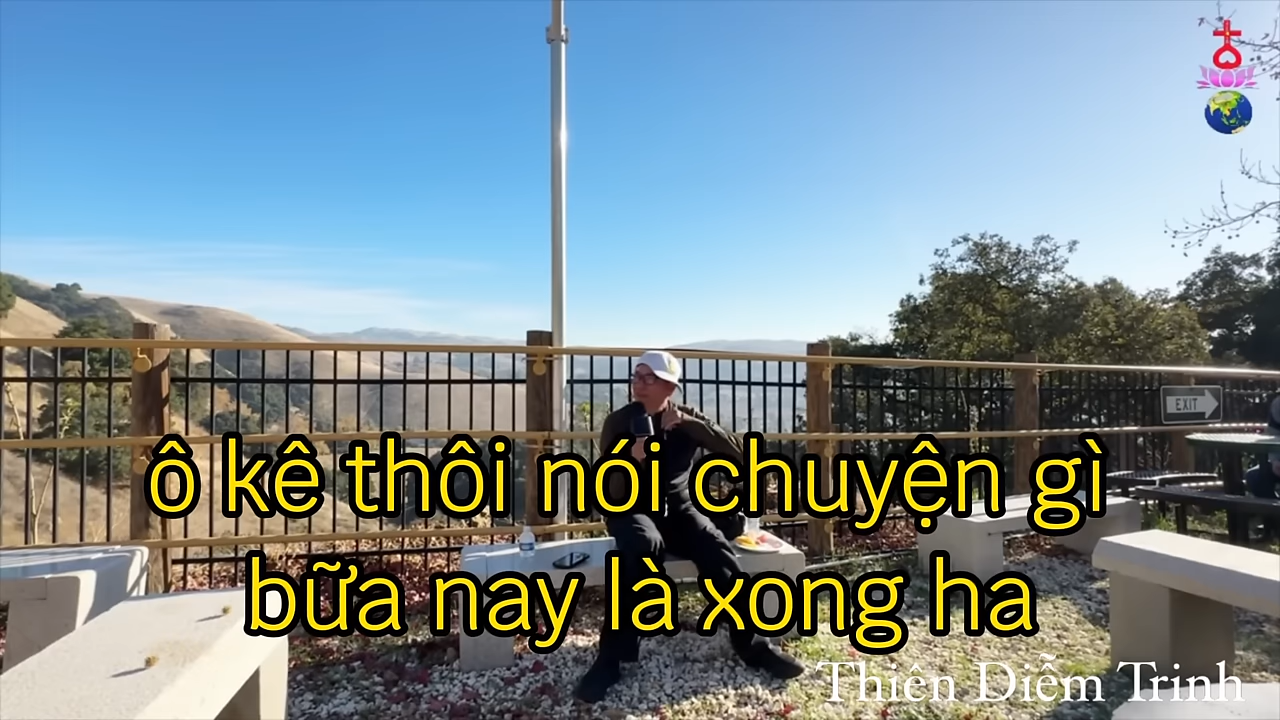 EXIT
ô kê thôi nói chuyện gì
bữa nay là xong ha
Thiên Diễm Trinh